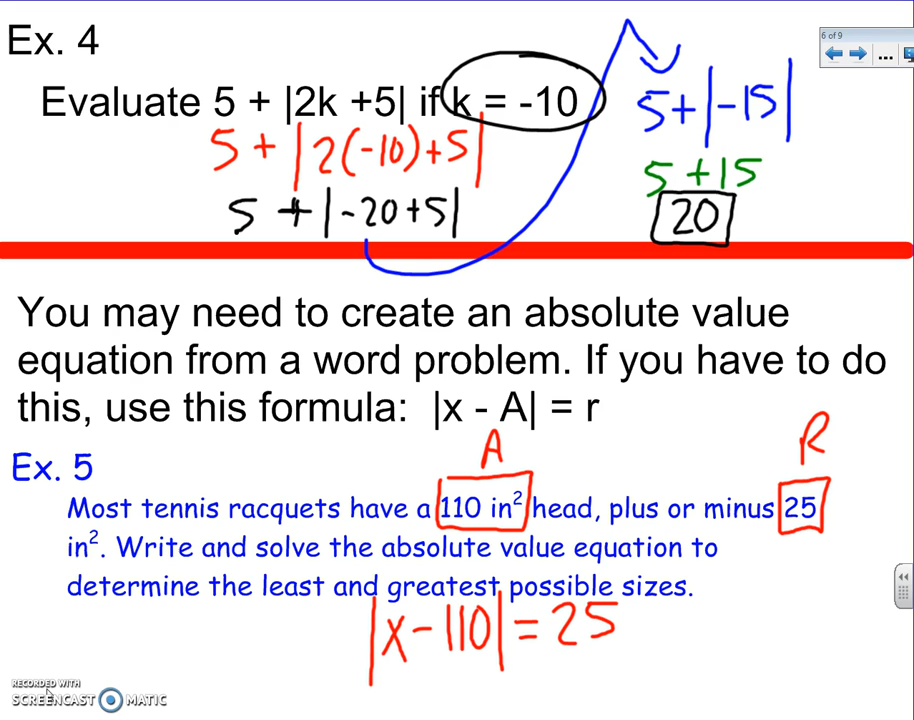 Ex. 4
6 of 9
Evaluate 5 + |2k +5| if k = -10
5 + |2(-10)+5|
5 + |-20+5|
5+|-15|
5 +15
20
You may need to create an absolute value
equation from a word problem. If you have to do
this, use this formula: |x - A| = r
A
R
Ex. 5
Most tennis racquets have a 110 in² head, plus or minus 25
in². Write and solve the absolute value equation to
determine the least and greatest possible sizes.
|x-110|=25
RECORDED WITH
SCREENCAST MATIC